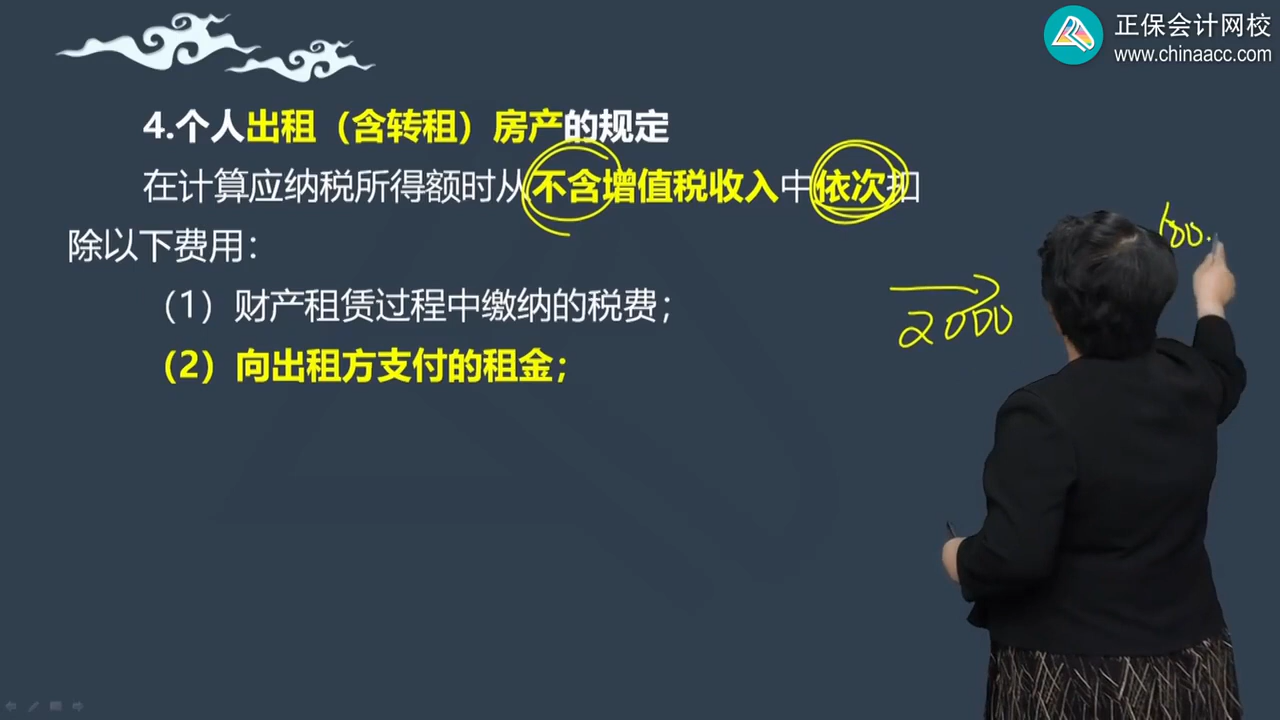 正保会计网校
www.chinaacc.com
4.个人出租（含转租）房产的规定
在计算应纳税所得额时从不含增值税收入中依次扣
除以下费用：
（1）财产租赁过程中缴纳的税费；
（2）向出租方支付的租金；
2000
100.